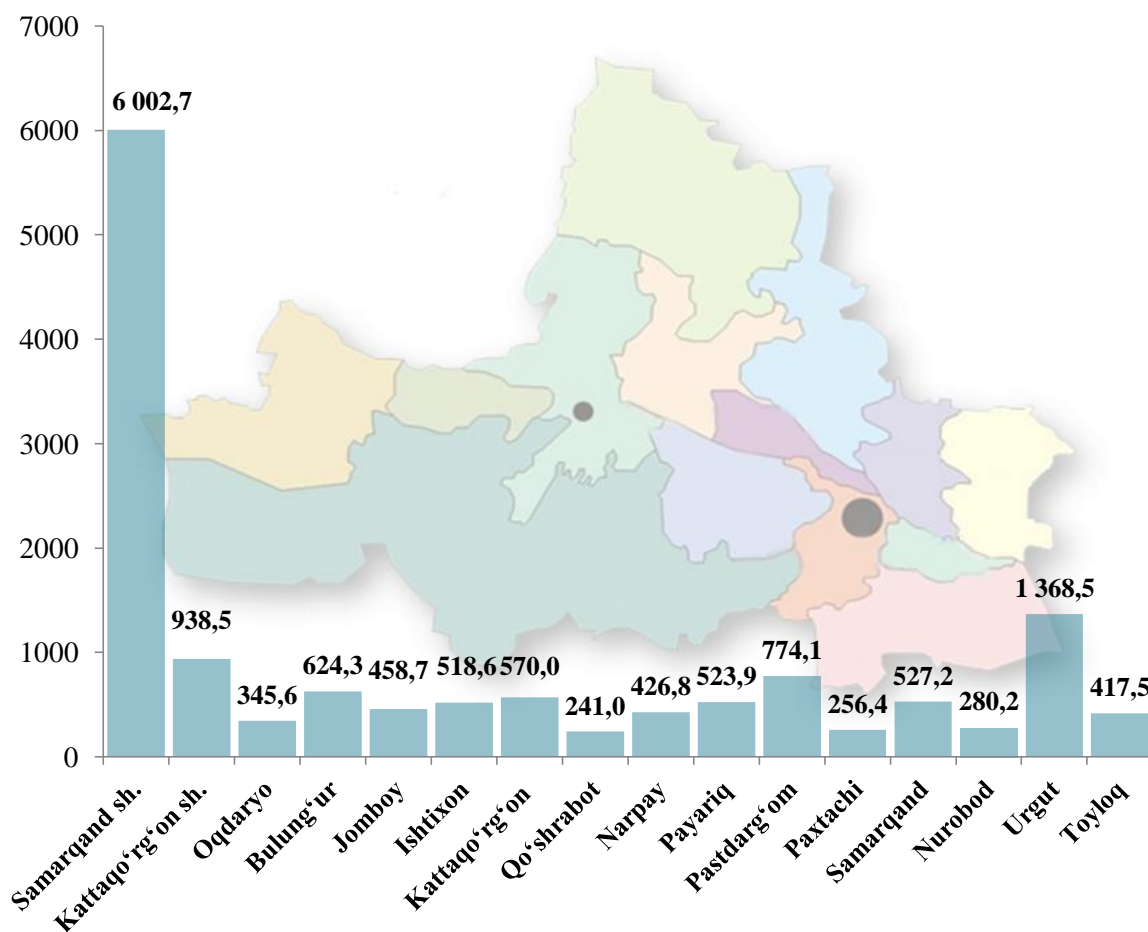 7000
6000
5000
4000
3000
2000
1000
0
6 002,7
938,5
345,6
624,3
458,7
518,6
570,0
241,0
426,8
523,9
774,1
256,4
527,2
280,2
1 368,5
417,5
Samarqand sh.
Kattaqo‘rg‘on sh.
Oqdaryo
Bulung‘ur
Jomboy
Ishtixon
Kattaqo‘rg‘on
Qo‘shrabot
Narpay
Payariq
Pastdarg‘om
Paxtachi
Samarqand
Nurobod
Urgut
Toyloq